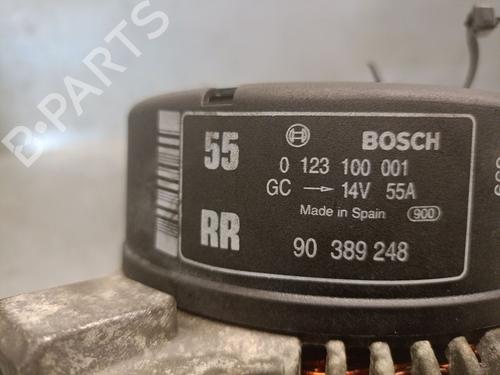 B-PARTS
55
BOSCH
0 123 100 001
GC → 14V 55A
Made in Spain 900
RR
90 389 248